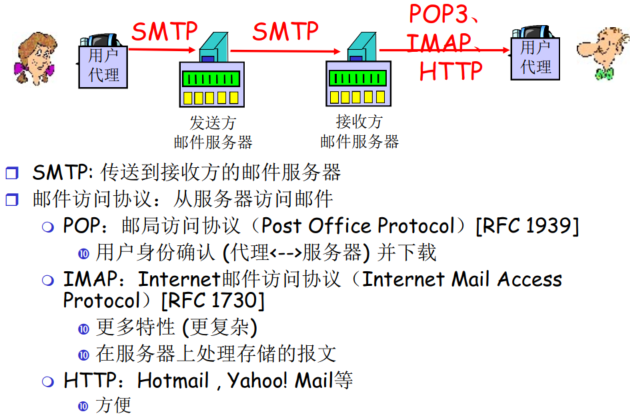 SMTP
SMTP
POP3、
IMAP、
HTTP
用户
代理
用户
代理
发送方
邮件服务器
接收方
邮件服务器
SMTP: 传送到接收方的邮件服务器
邮件访问协议：从服务器访问邮件
POP：邮局访问协议（Post Office Protocol）[RFC 1939]
⑩ 用户身份确认 (代理<-->服务器) 并下载
IMAP：Internet邮件访问协议（Internet Mail Access
Protocol）[RFC 1730]
⑩ 更多特性 (更复杂)
⑩ 在服务器上处理存储的报文
HTTP：Hotmail , Yahoo! Mail等
⑩ 方便